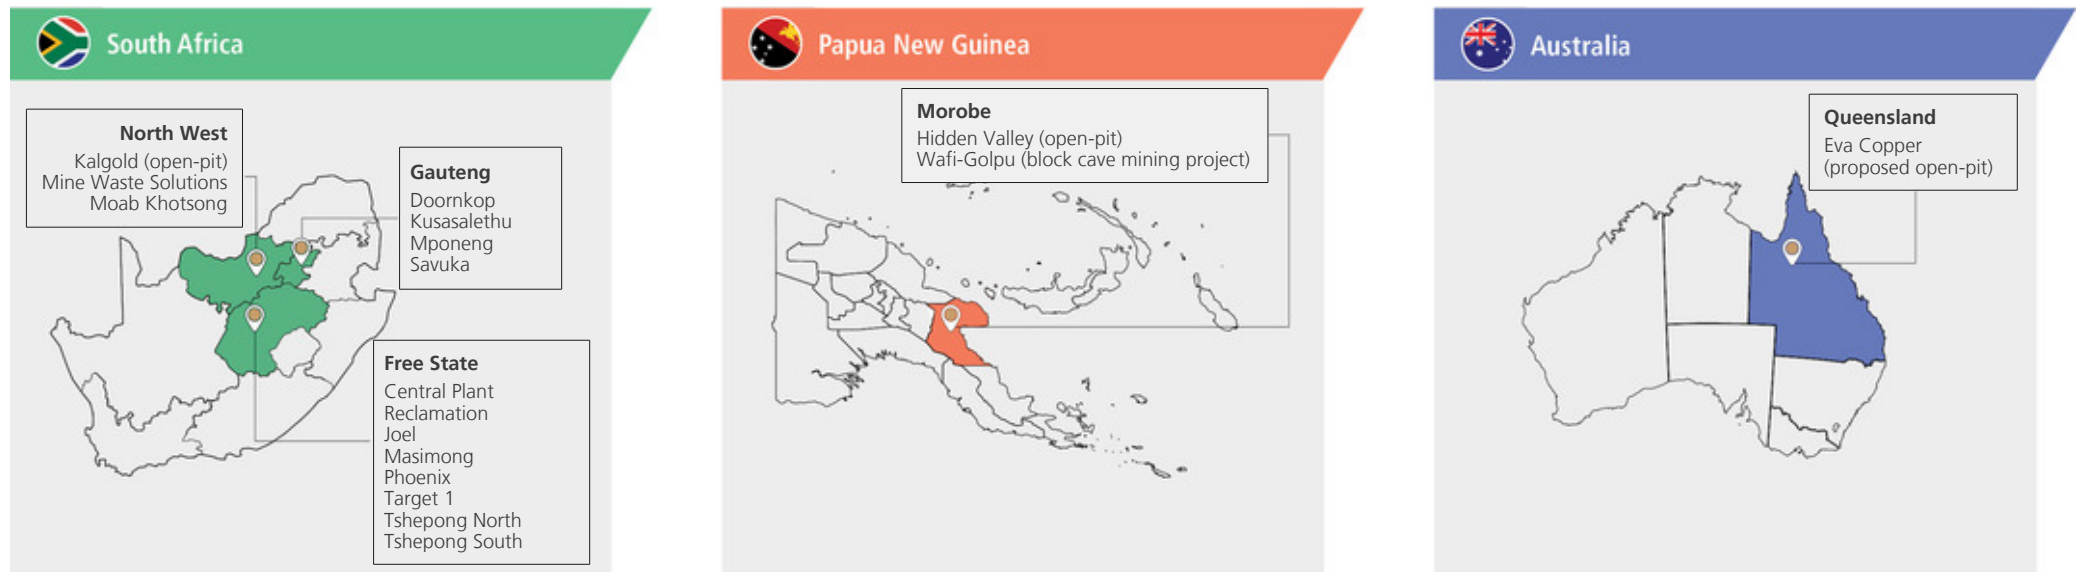 South Africa
North West
Kalgold (open-pit)
Mine Waste Solutions
Moab Khotsong
Gauteng
Doornkop
Kusasalethu
Mponeng
Savuka
Free State
Central Plant
Reclamation
Joel
Masimong
Phoenix
Target 1
Tshepong North
Tshepong South
Papua New Guinea
Morobe
Hidden Valley (open-pit)
Wafi-Golpu (block cave mining project)
Australia
Queensland
Eva Copper
(proposed open-pit)